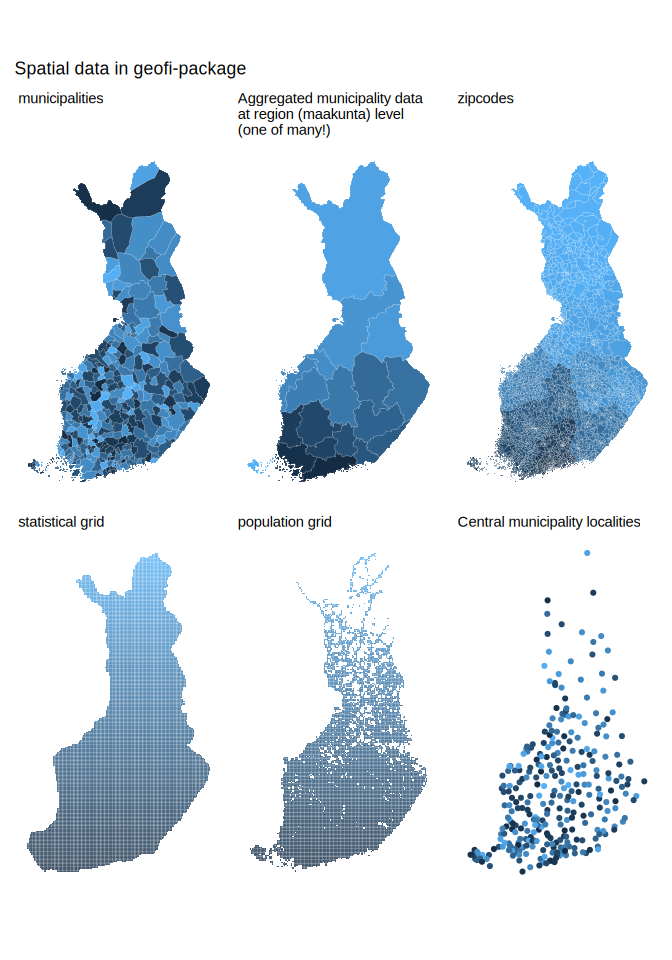 Spatial data in geofi-package
municipalities
Aggregated municipality data
at region (maakunta) level
(one of many!)
zipcodes
statistical grid
population grid
Central municipality localities